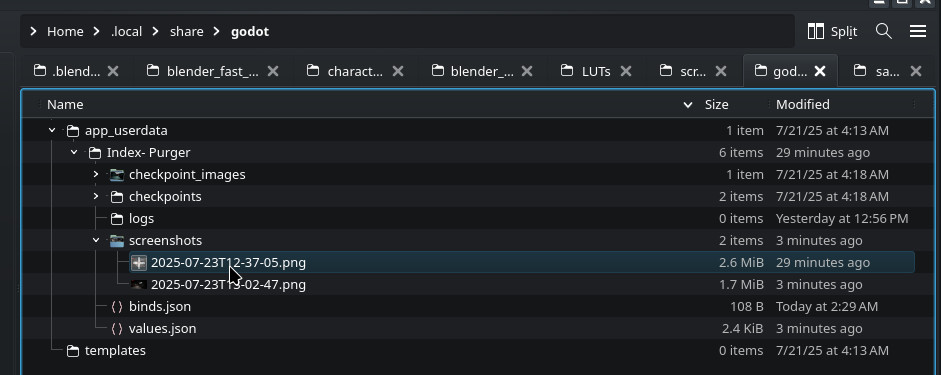 Home > .local > share > godot Split
.blend... blender_fast_... charact... blender_... LUTs scr... god... sa...
Name Size Modified
app_userdata 1 item 7/21/25 at 4:13 AM
Index- Purger 6 items 29 minutes ago
checkpoint_images 1 item 7/21/25 at 4:18 AM
checkpoints 2 items 7/21/25 at 4:18 AM
logs 0 items Yesterday at 12:56 PM
screenshots 2 items 3 minutes ago
2025-07-23T12-37-05.png 2.6 MiB 29 minutes ago
2025-07-23T13-02-47.png 1.7 MiB 3 minutes ago
binds.json 108 B Today at 2:29 AM
values.json 2.4 KiB 3 minutes ago
templates 0 items 7/21/25 at 4:13 AM